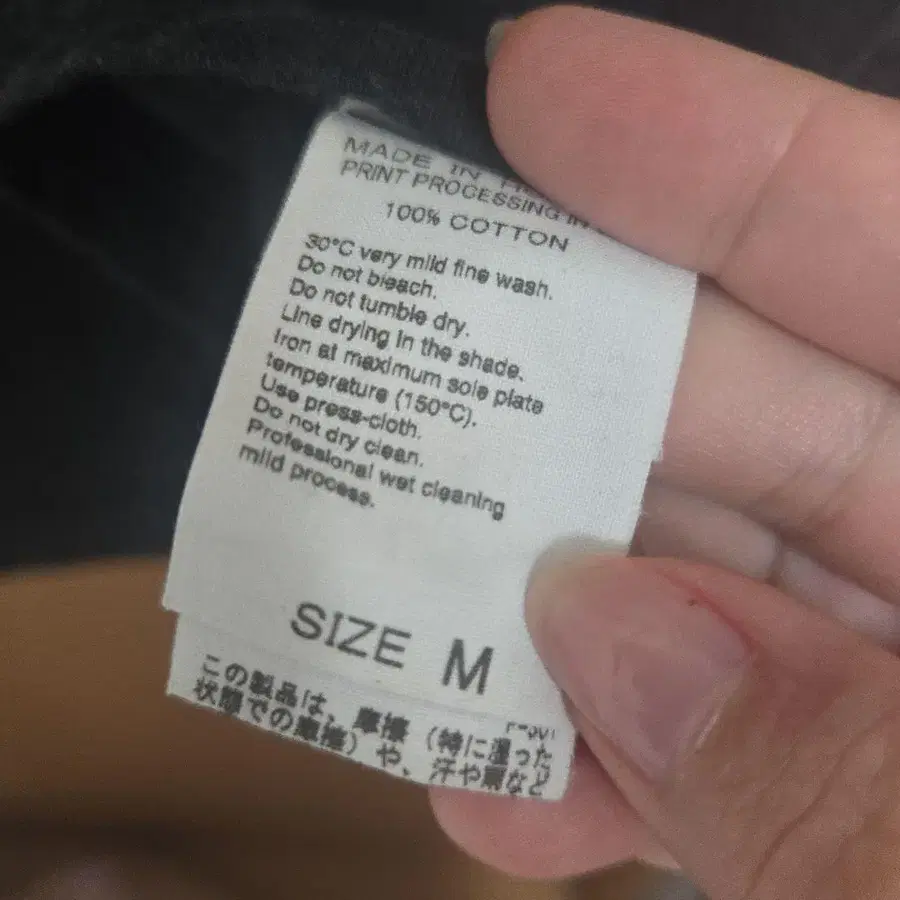 MADE IN
PRINT PROCESSING IN
100% COTTON
30°C very mild fine wash.
Do not bleach.
Do not tumble dry.
Line drying in the shade.
Iron at maximum sole plate
temperature (150°C).
Use press-cloth.
Do not dry clean.
Professional wet cleaning
mild process.
SIZE M
この製品は、摩擦（特に湿った
状態での摩擦）や、汗や雨など